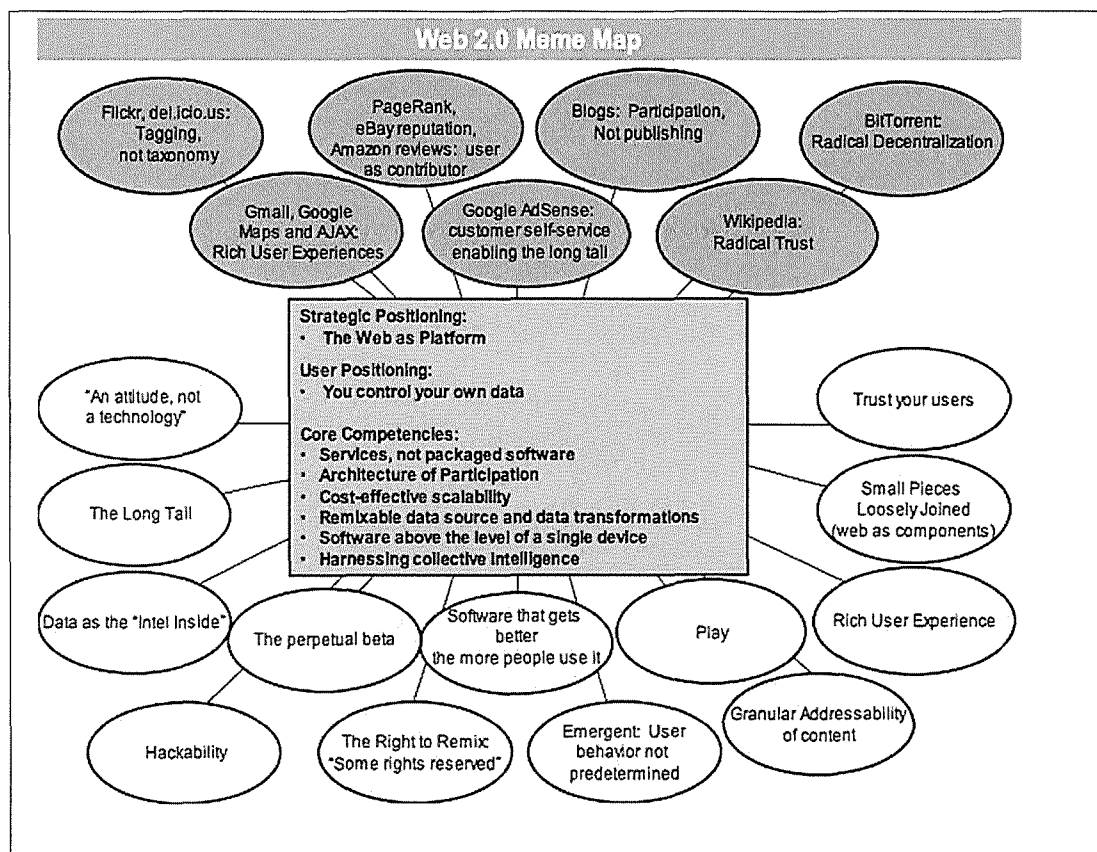 Web 2.0 Meme Map
Flickr, del.icio.us:
Tagging,
not taxonomy
PageRank,
eBay reputation,
Amazon reviews: user
as contributor
Blogs: Participation,
Not publishing
BitTorrent:
Radical Decentralization
Gmail, Google
Maps and AJAX:
Rich User Experiences
Google AdSense:
customer self-service
enabling the long tail
Wikipedia:
Radical Trust
Strategic Positioning:
• The Web as Platform
User Positioning:
• You control your own data
Core Competencies:
• Services, not packaged software
• Architecture of Participation
• Cost-effective scalability
• Remixable data source and data transformations
• Software above the level of a single device
• Harnessing collective intelligence
"An attitude, not
a technology"
Trust your users
The Long Tail
Small Pieces
Loosely Joined
(web as components)
Data as the "Intel Inside"
The perpetual beta
Software that gets
better
the more people use it
Play
Rich User Experience
Hackability
The Right to Remix:
"Some rights reserved"
Emergent: User
behavior not
predetermined
Granular Addressability
of content